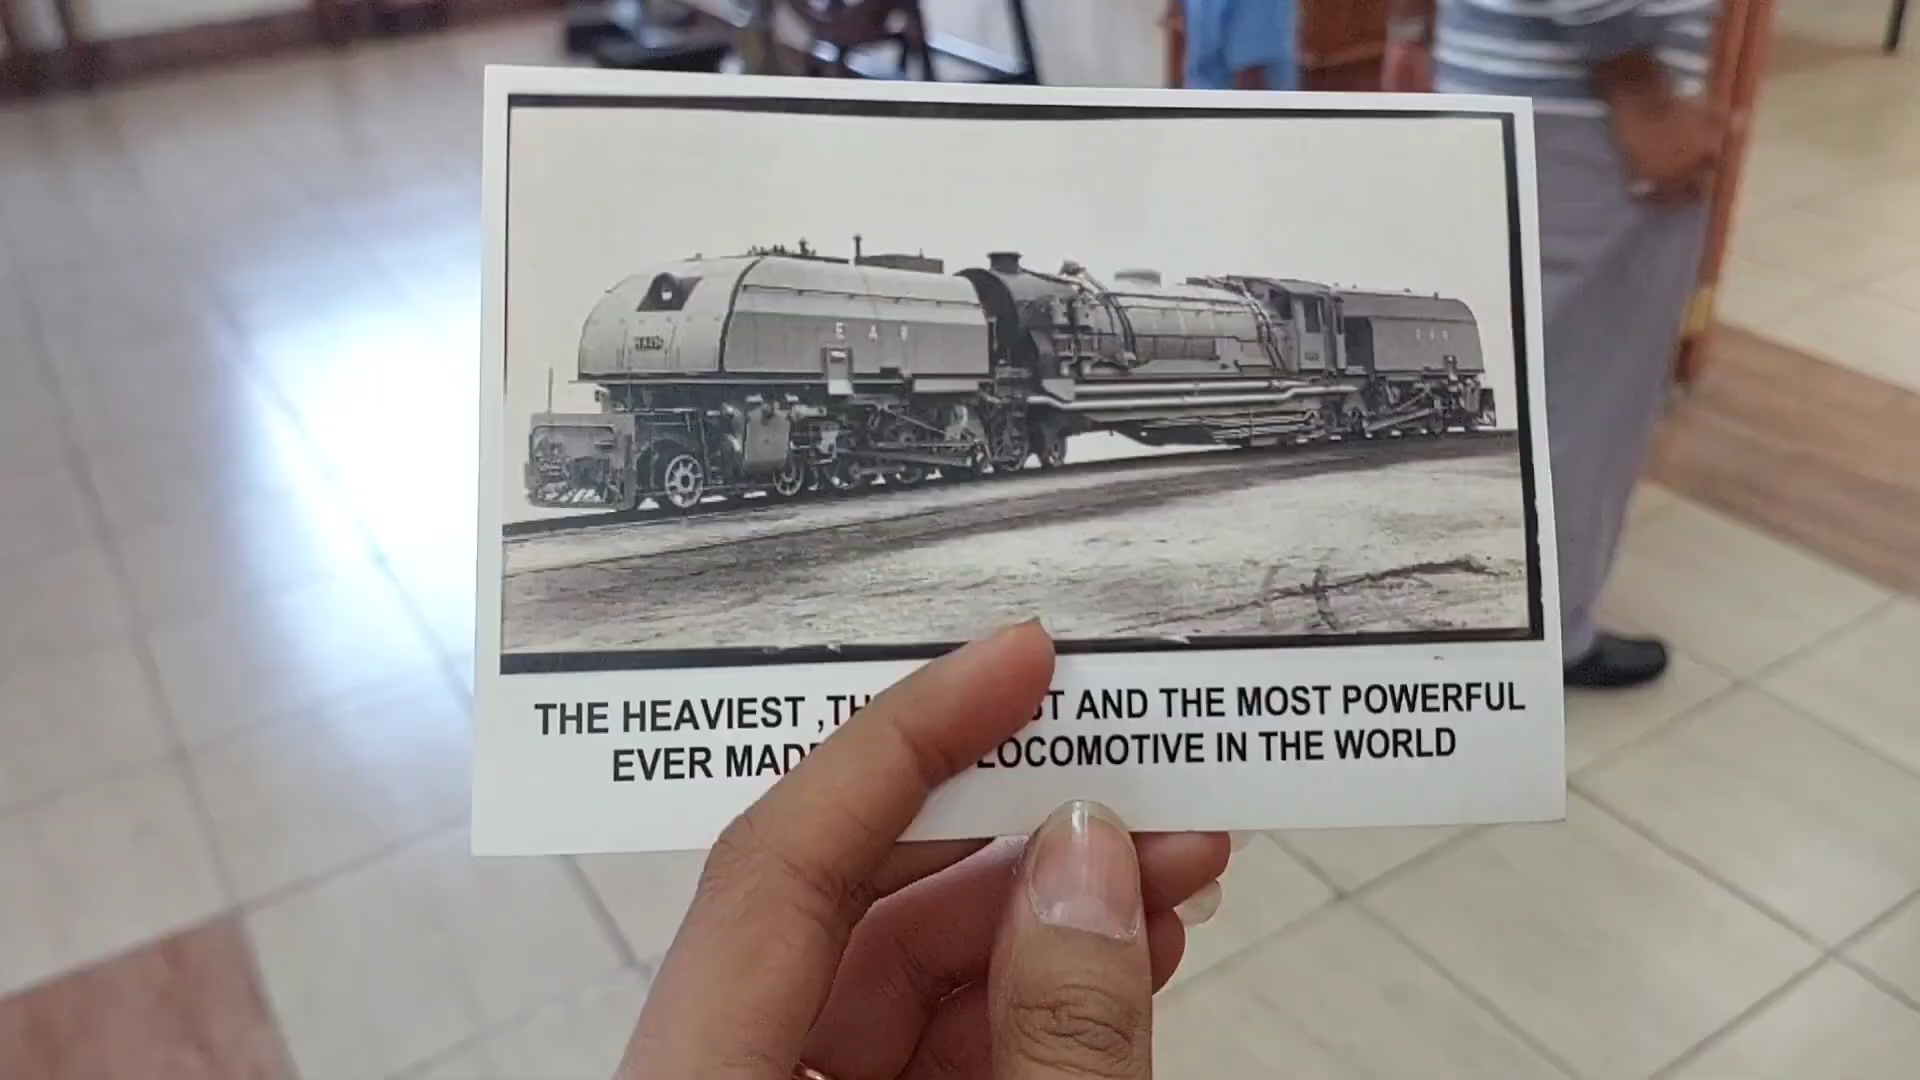 E A R
E A R
THE HEAVIEST ,TH ST AND THE MOST POWERFUL
EVER MAD LOCOMOTIVE IN THE WORLD